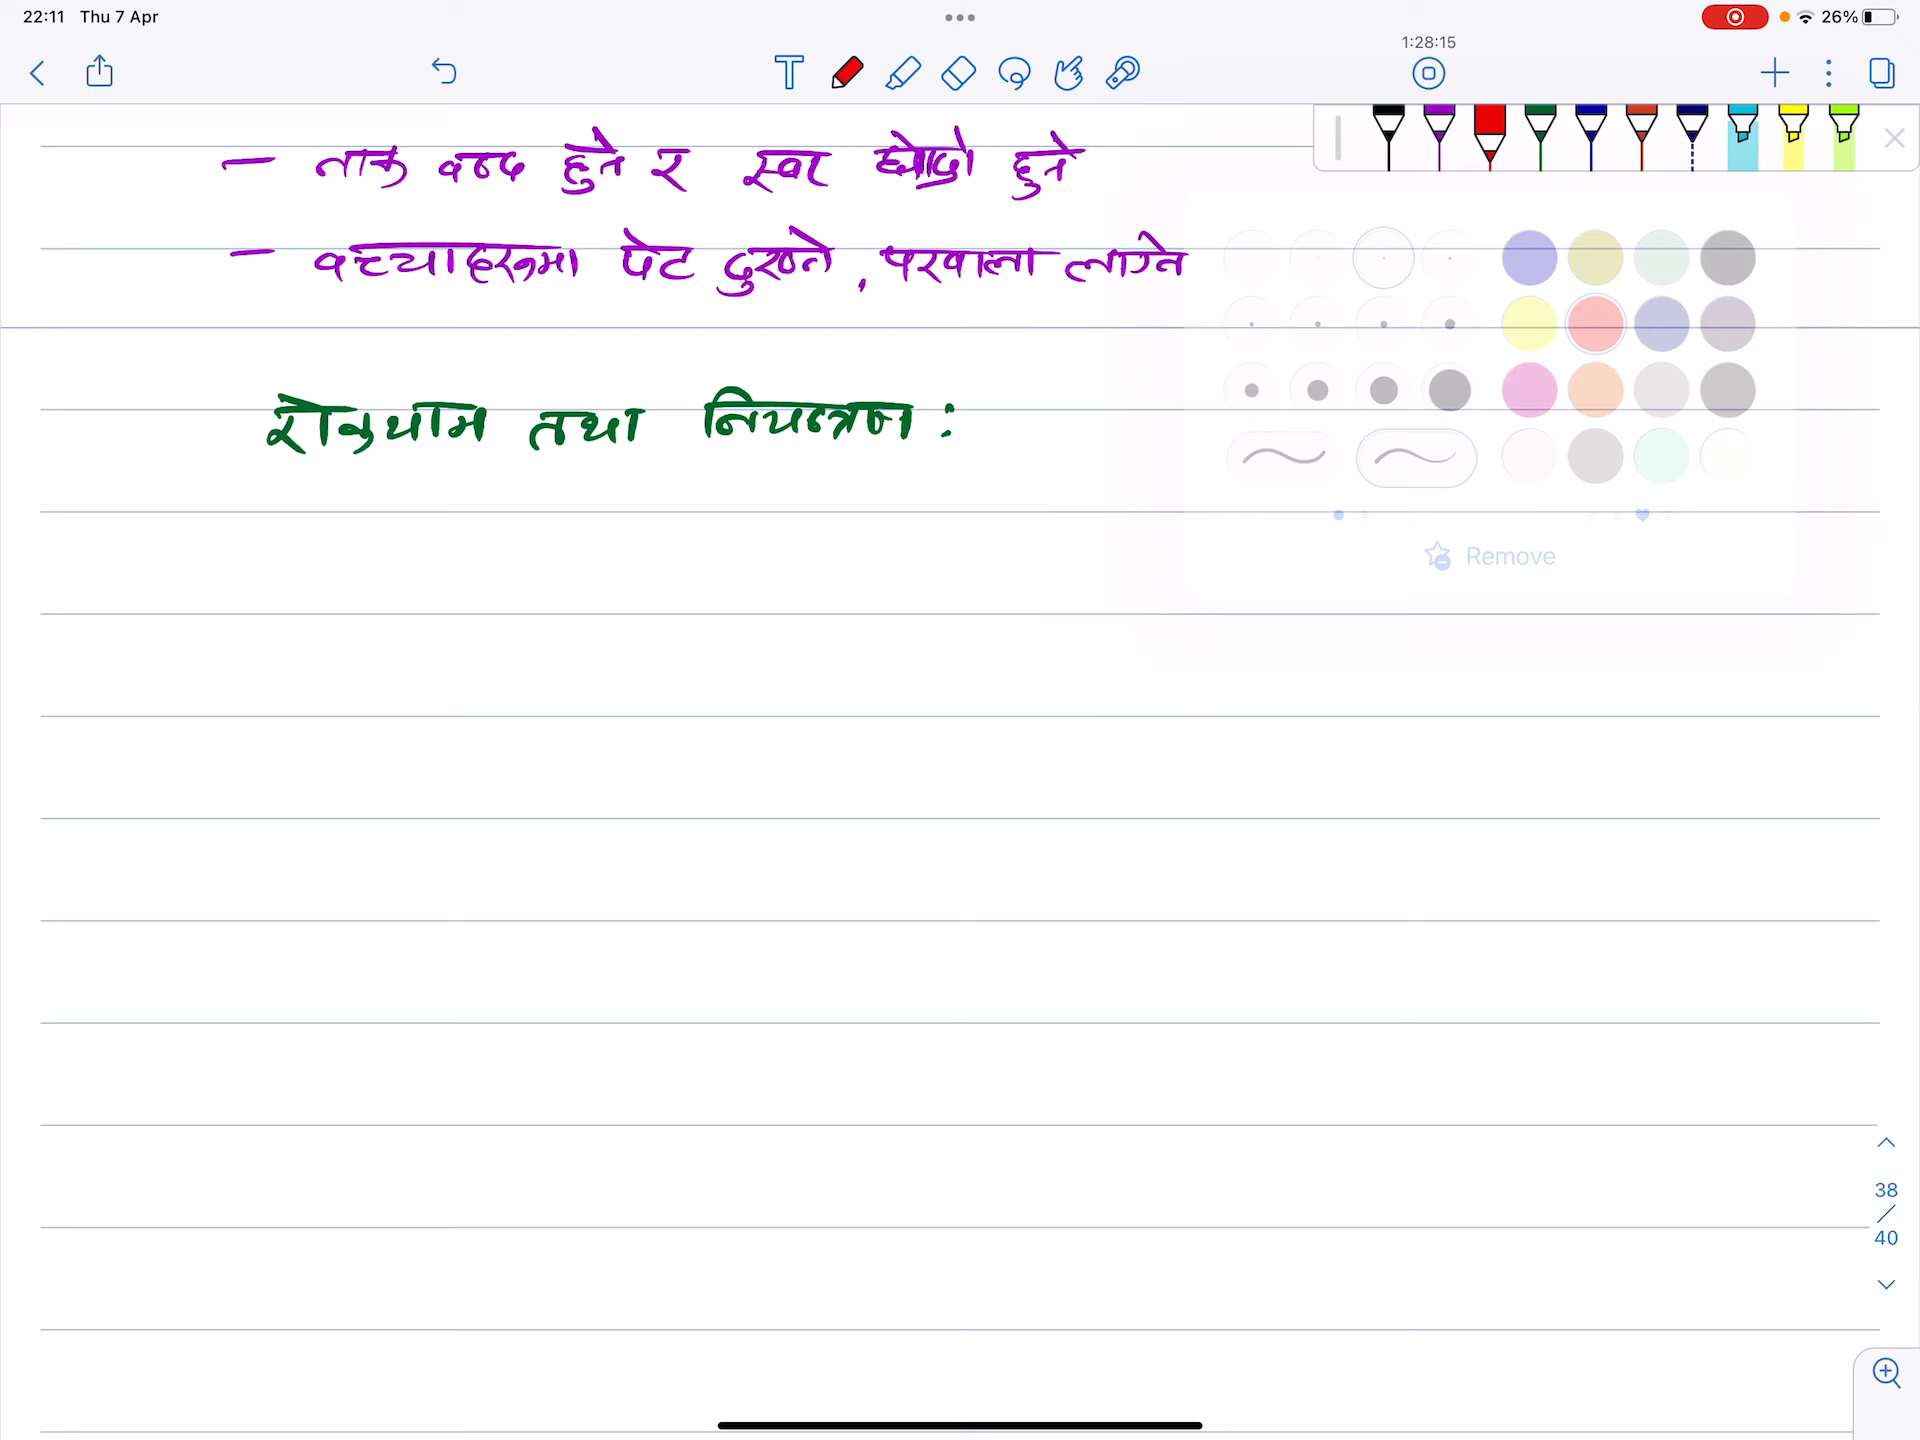 22:11 Thu 7 Apr
26%
1:28:15
T
- नाक बन्द हुने र स्वर घोघ्रो हुने
- बच्चाहरूमा पेट दुख्ने, पखाला लाग्ने
रोकथाम तथा नियन्त्रण :
Remove
38
/
40